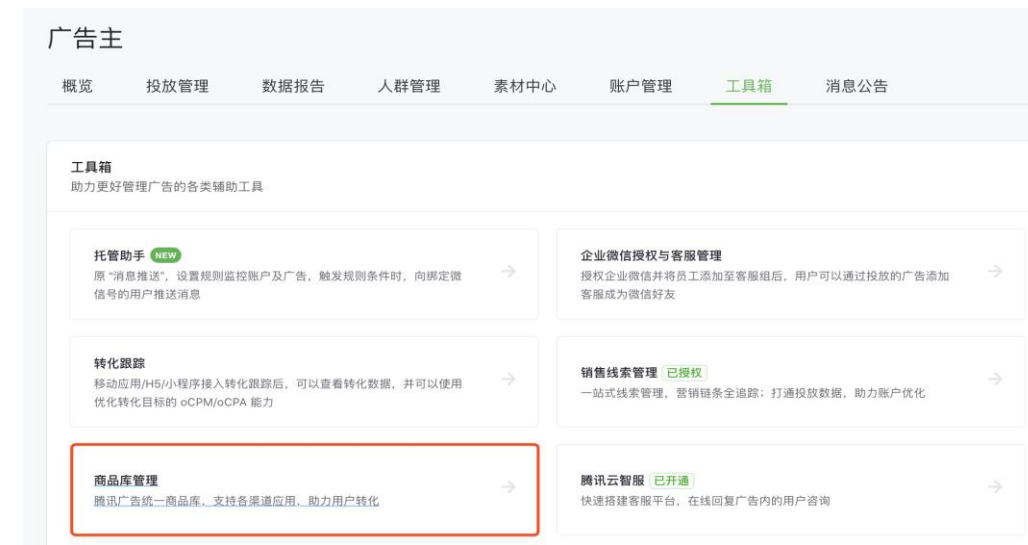 广告主
概览 投放管理 数据报告 人群管理 素材中心 账户管理 工具箱 消息公告
工具箱
助力更好管理广告的各类辅助工具
托管助手 NEW
原 “消息推送”，设置规则监控账户及广告，触发规则条件时，向绑定微
信号的用户推送消息
企业微信授权与客服管理
授权企业微信并将员工添加至客服组后，用户可以通过投放的广告添加
客服成为微信好友
转化跟踪
移动应用/H5/小程序接入转化跟踪后，可以查看转化数据，并可以使用
优化转化目标的 oCPM/oCPA 能力
销售线索管理 已授权
一站式线索管理，营销链条全追踪；打通投放数据，助力账户优化
商品库管理
腾讯广告统一商品库，支持各渠道应用，助力用户转化
腾讯云智服 已开通
快速搭建客服平台，在线回复广告内的用户咨询